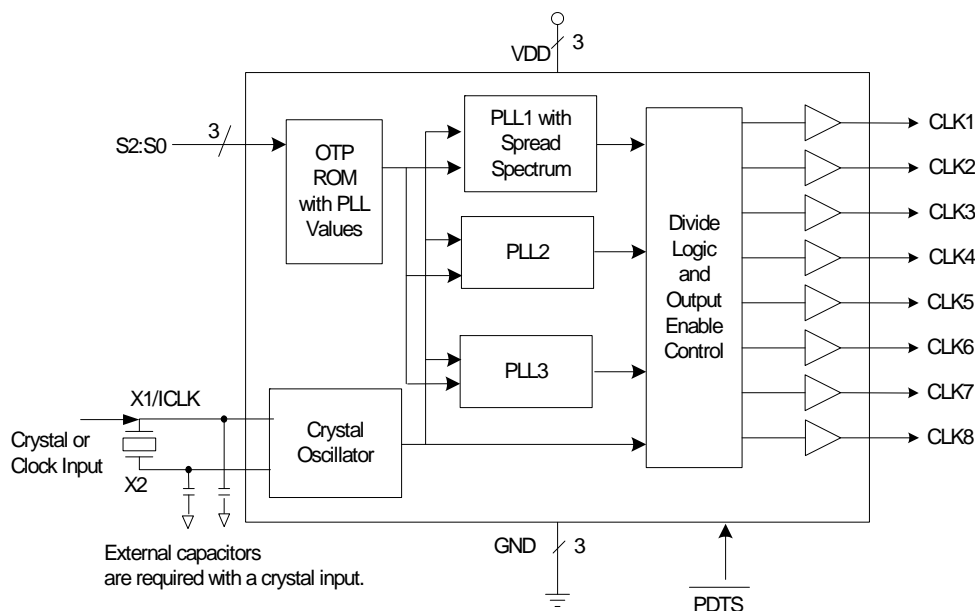 VDD
3
S2:S0
3
OTP
ROM
with PLL
Values
PLL1 with
Spread
Spectrum
PLL2
PLL3
Divide
Logic
and
Output
Enable
Control
CLK1
CLK2
CLK3
CLK4
CLK5
CLK6
CLK7
CLK8
X1/ICLK
Crystal or
Clock Input
X2
Crystal
Oscillator
External capacitors
are required with a crystal input.
GND
3
PDTS